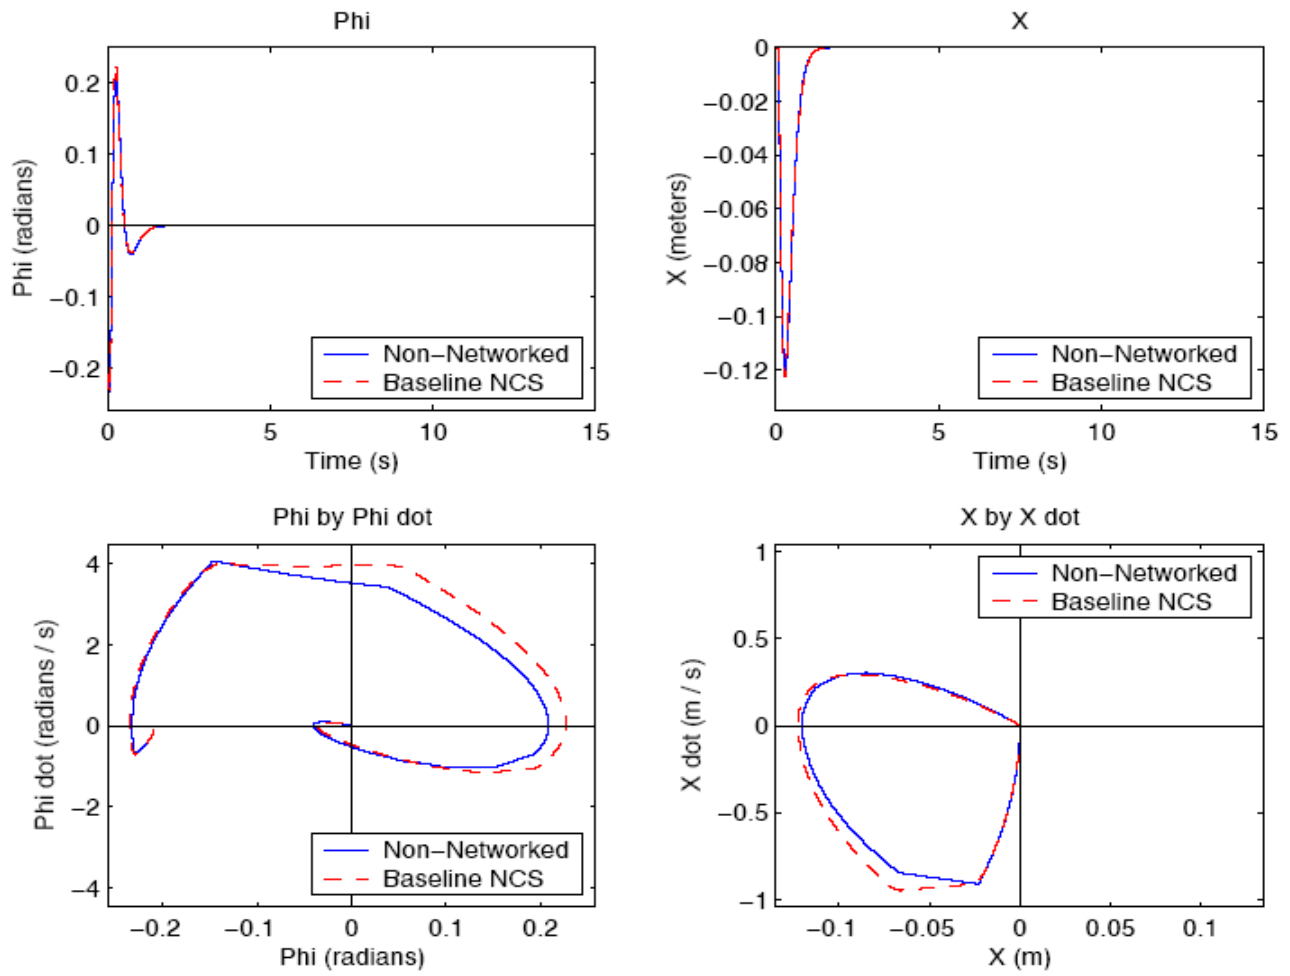 Phi
Phi (radians)
0.2
0.1
0
−0.1
−0.2
Non−Networked
Baseline NCS
0 5 10 15
Time (s)
X
X (meters)
0
−0.02
−0.04
−0.06
−0.08
−0.1
−0.12
Non−Networked
Baseline NCS
0 5 10 15
Time (s)
Phi by Phi dot
Phi dot (radians / s)
4
2
0
−2
−4
Non−Networked
Baseline NCS
−0.2 −0.1 0 0.1 0.2
Phi (radians)
X by X dot
X dot (m / s)
1
0.5
0
−0.5
−1
Non−Networked
Baseline NCS
−0.1 −0.05 0 0.05 0.1
X (m)